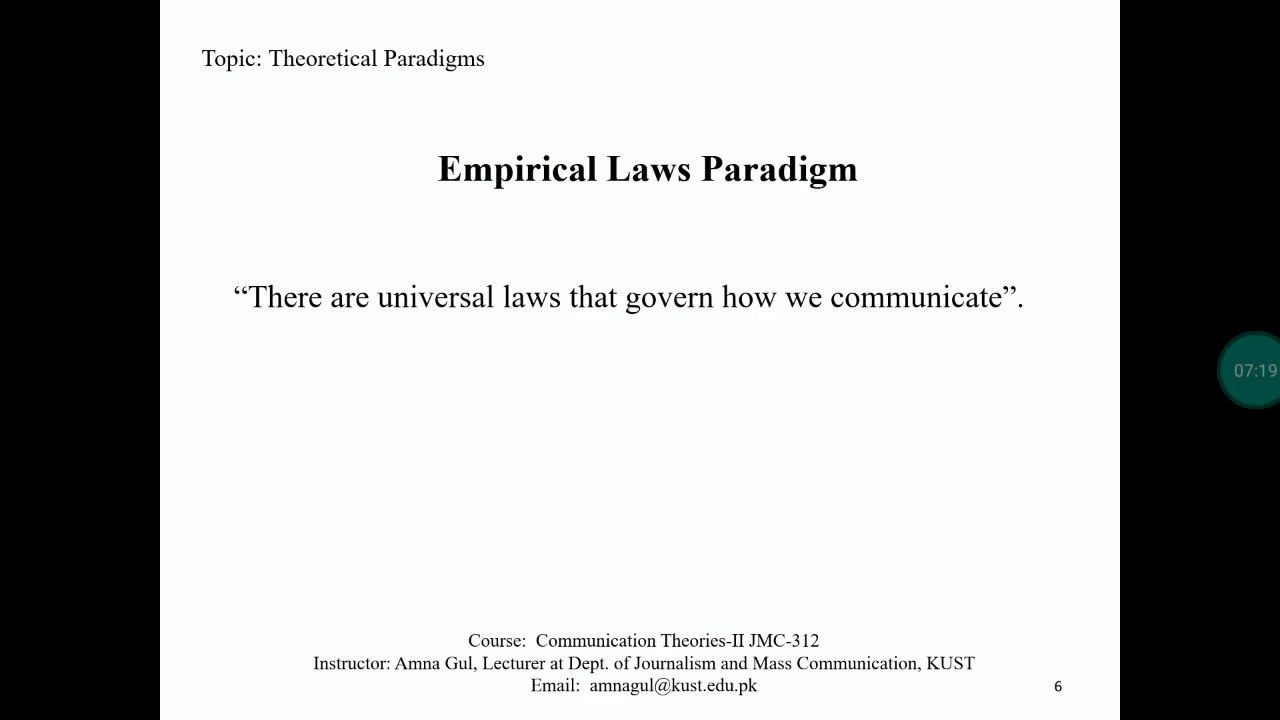 Topic: Theoretical Paradigms
Empirical Laws Paradigm
“There are universal laws that govern how we communicate”.
07:19
Course:  Communication Theories-II JMC-312
Instructor: Amna Gul, Lecturer at Dept. of Journalism and Mass Communication, KUST
Email:  amnagul@kust.edu.pk
6